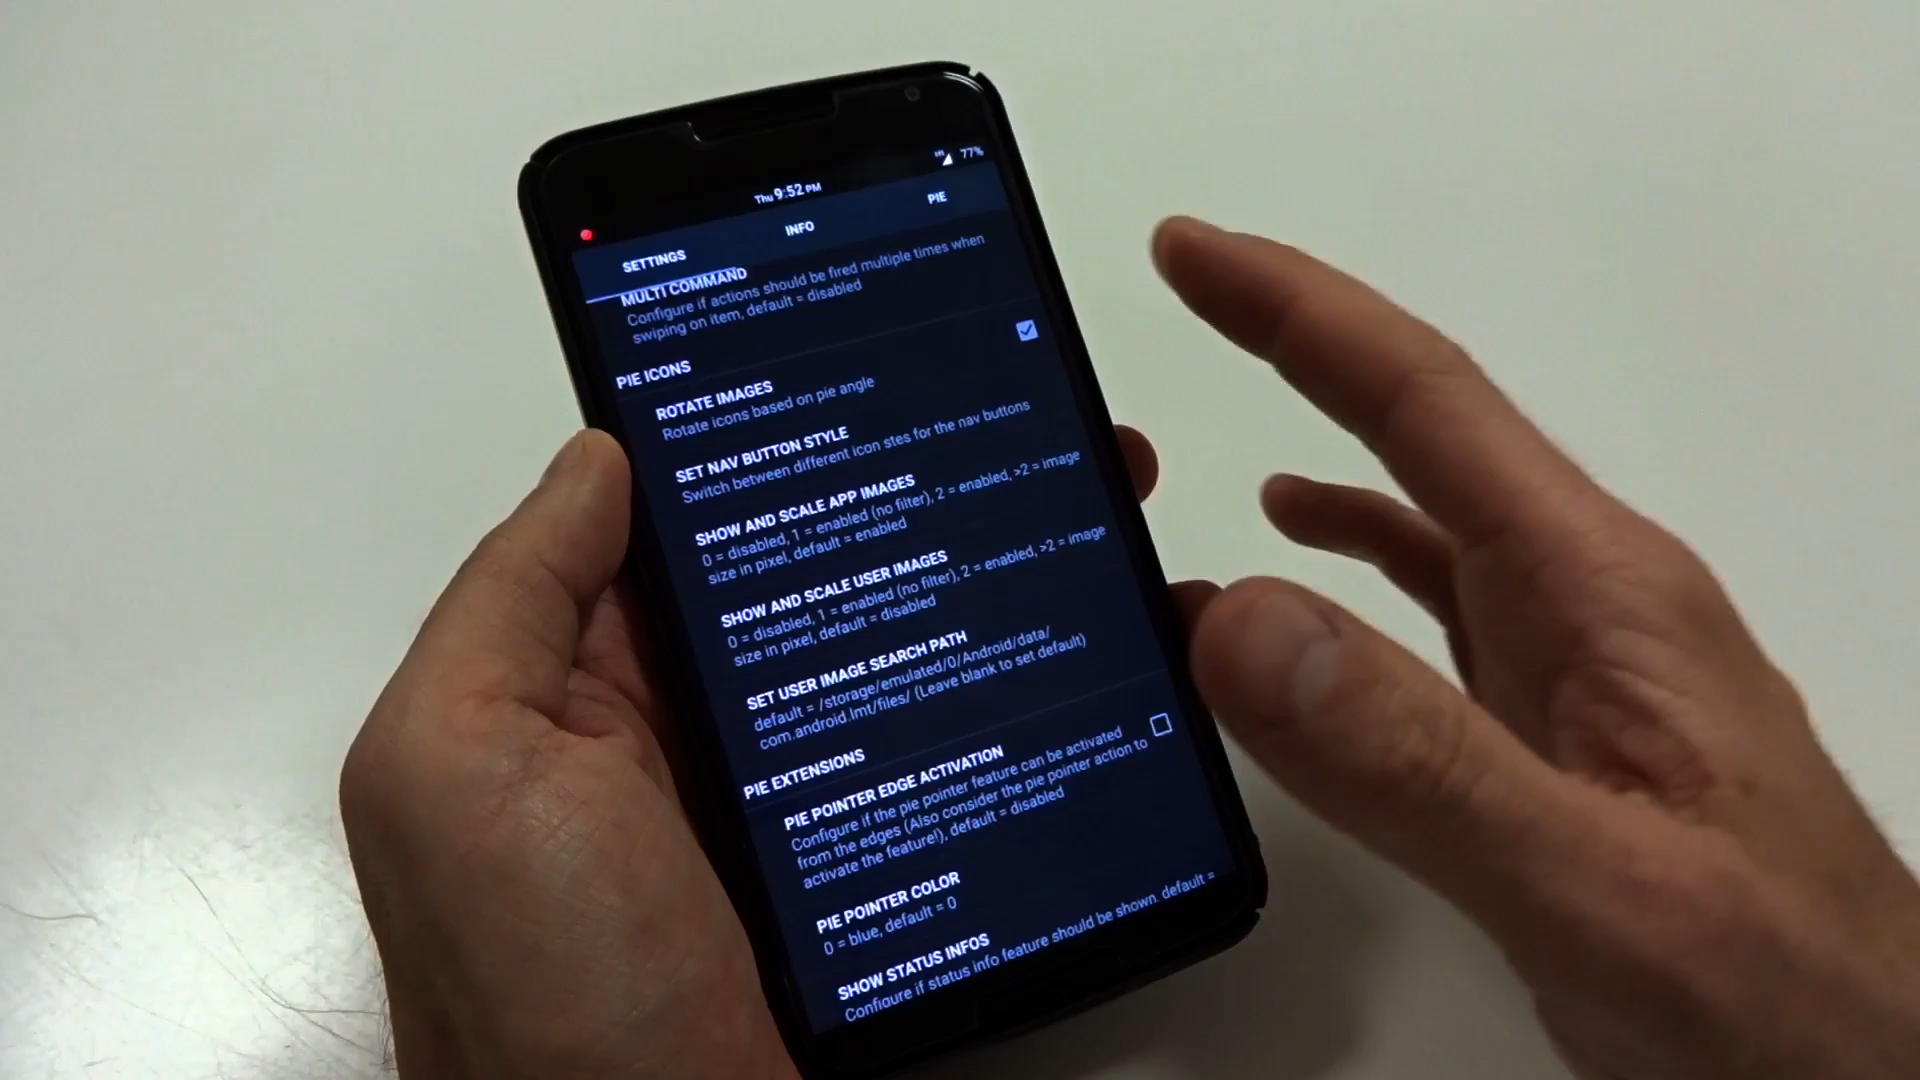 77%
Thu 9:52 PM
SETTINGS
INFO
PIE
MULTI COMMAND
Configure if actions should be fired multiple times when
swiping on item, default = disabled
PIE ICONS
ROTATE IMAGES
Rotate icons based on pie angle
SET NAV BUTTON STYLE
Switch between different icon stes for the nav buttons
SHOW AND SCALE APP IMAGES
0 = disabled, 1 = enabled (no filter), 2 = enabled, >2 = image
size in pixel, default = enabled
SHOW AND SCALE USER IMAGES
0 = disabled, 1 = enabled (no filter), 2 = enabled, >2 = image
size in pixel, default = disabled
SET USER IMAGE SEARCH PATH
default = /storage/emulated/0/Android/data/
com.android.lmt/files/ (Leave blank to set default)
PIE EXTENSIONS
PIE POINTER EDGE ACTIVATION
Configure if the pie pointer feature can be activated
from the edges (Also consider the pie pointer action to
activate the feature!), default = disabled
PIE POINTER COLOR
0 = blue, default = 0
SHOW STATUS INFOS
Configure if status info feature should be shown. default =